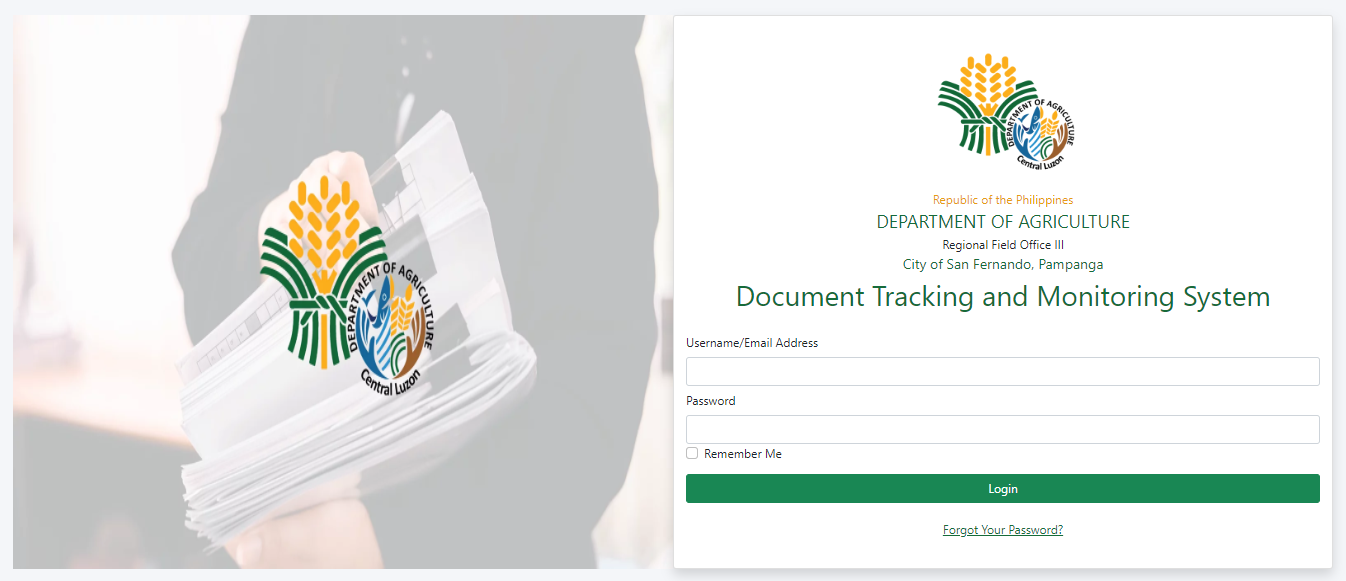 DEPARTMENT OF AGRICULTURE
Central Luzon
DEPARTMENT OF AGRICULTURE
Central Luzon
Republic of the Philippines
DEPARTMENT OF AGRICULTURE
Regional Field Office III
City of San Fernando, Pampanga
Document Tracking and Monitoring System
Username/Email Address
Password
Remember Me
Login
Forgot Your Password?